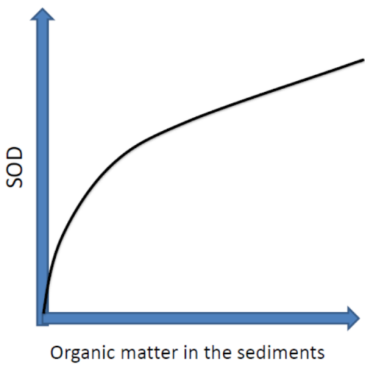 SOD
Organic matter in the sediments